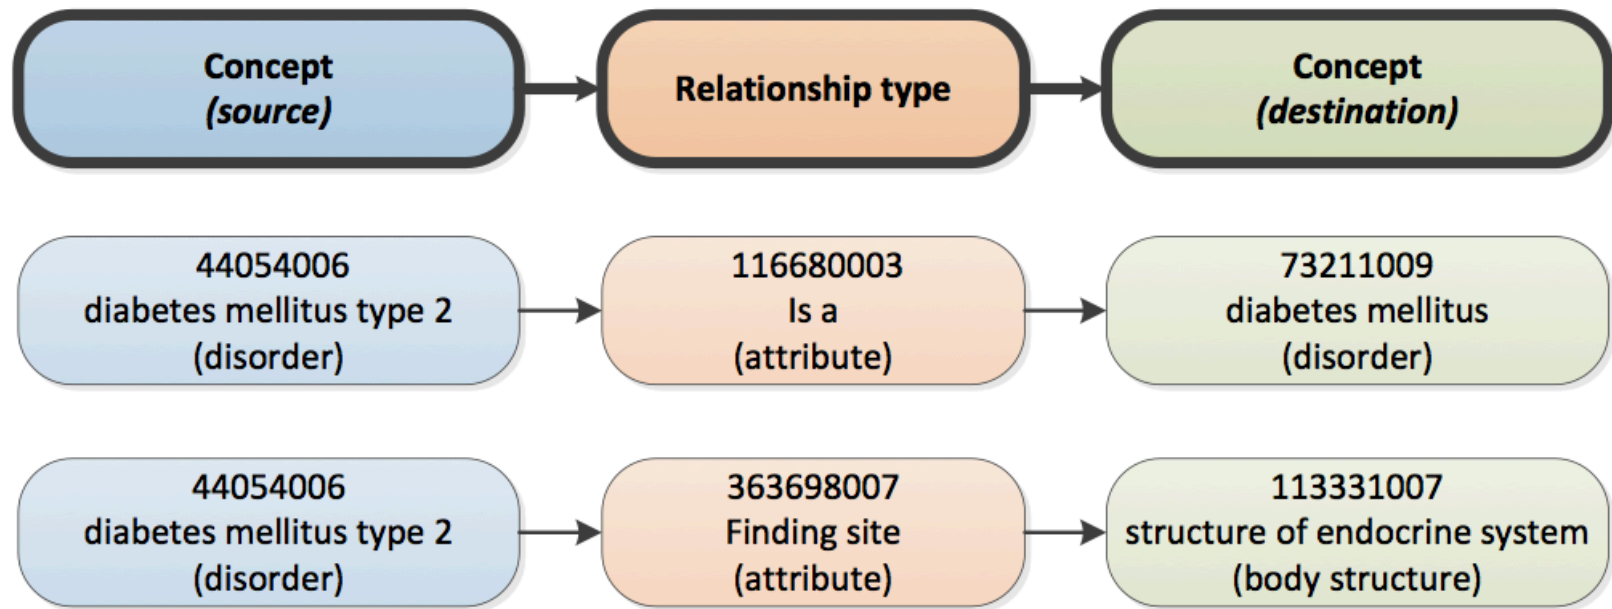 Concept
(source)
Relationship type
Concept
(destination)
44054006
diabetes mellitus type 2
(disorder)
116680003
Is a
(attribute)
73211009
diabetes mellitus
(disorder)
44054006
diabetes mellitus type 2
(disorder)
363698007
Finding site
(attribute)
113331007
structure of endocrine system
(body structure)